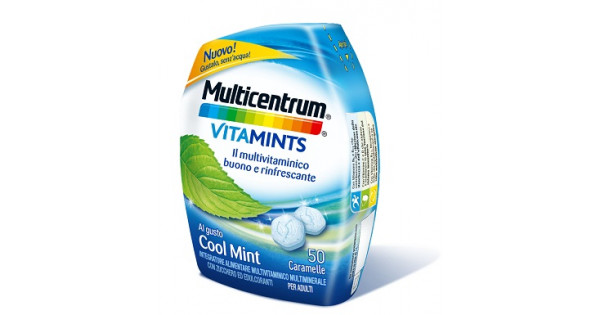 Nuovo!
Gustalo, senz'acqua!
Multicentrum®
VITAMINTS®
Il multivitaminico
buono e rinfrescante
Al gusto
Cool Mint
50
Caramelle
INTEGRATORE ALIMENTARE MULTIVITAMINICO MULTIMINERALE
CON ZUCCHERO ED EDULCORANTI
PER ADULTI